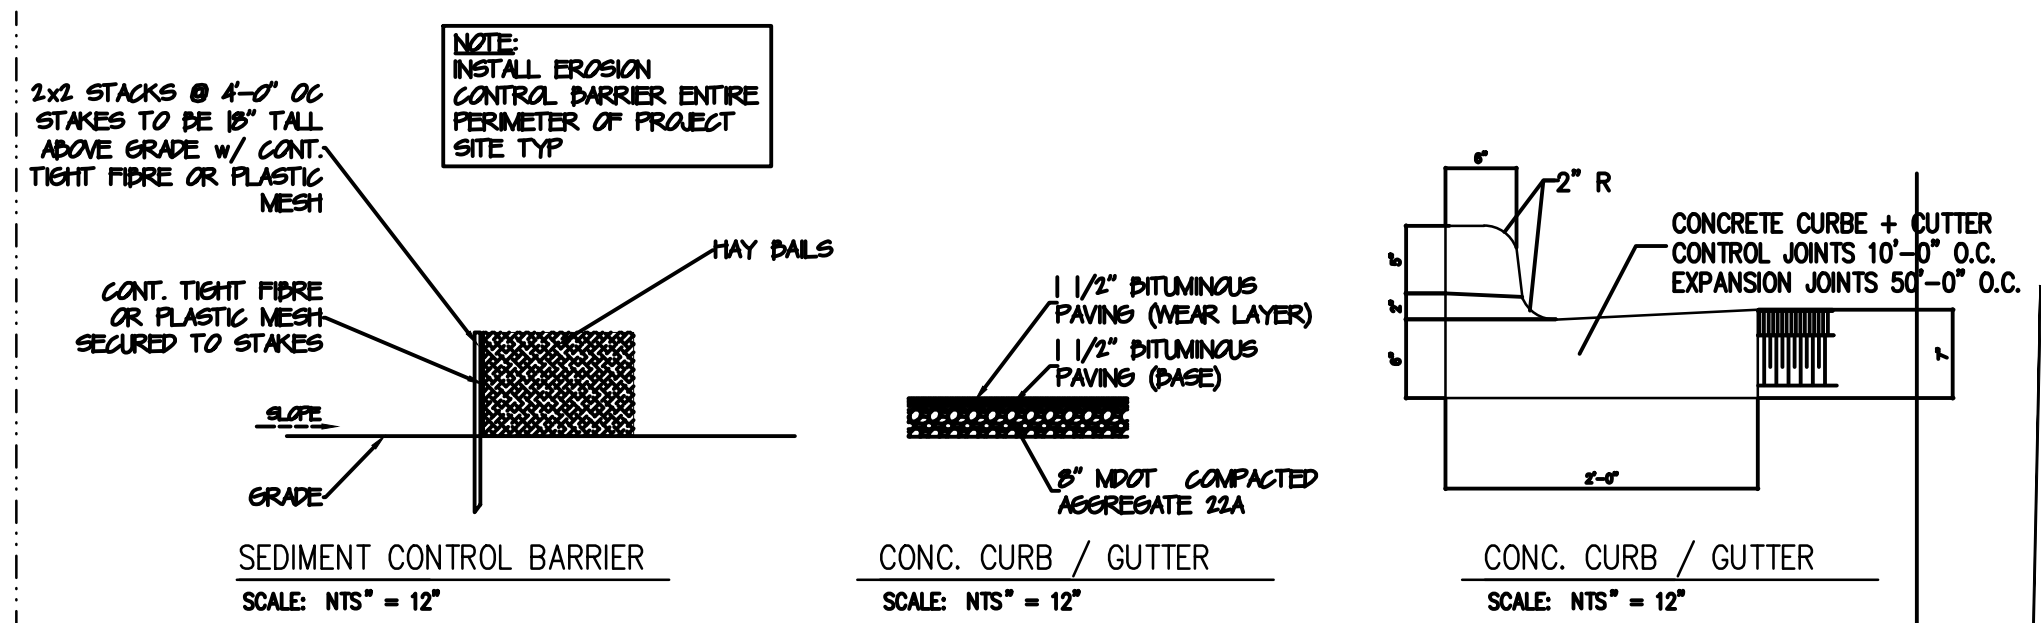 NOTE:
INSTALL EROSION
CONTROL BARRIER ENTIRE
PERIMETER OF PROJECT
SITE TYP
2x2 STACKS @ 4'-0" OC
STAKES TO BE 18" TALL
ABOVE GRADE w/ CONT.
TIGHT FIBRE OR PLASTIC
MESH
HAY BAILS
CONT. TIGHT FIBRE
OR PLASTIC MESH
SECURED TO STAKES
SLOPE
GRADE
SEDIMENT CONTROL BARRIER
SCALE: NTS" = 12"
1 1/2" BITUMINOUS
PAVING (WEAR LAYER)
1 1/2" BITUMINOUS
PAVING (BASE)
8" MDOT COMPACTED
AGGREGATE 22A
CONC. CURB / GUTTER
SCALE: NTS" = 12"
6"
2" R
CONCRETE CURBE + CUTTER
CONTROL JOINTS 10'-0" O.C.
EXPANSION JOINTS 50'-0" O.C.
5"
2"
6"
7"
2'-0"
CONC. CURB / GUTTER
SCALE: NTS" = 12"